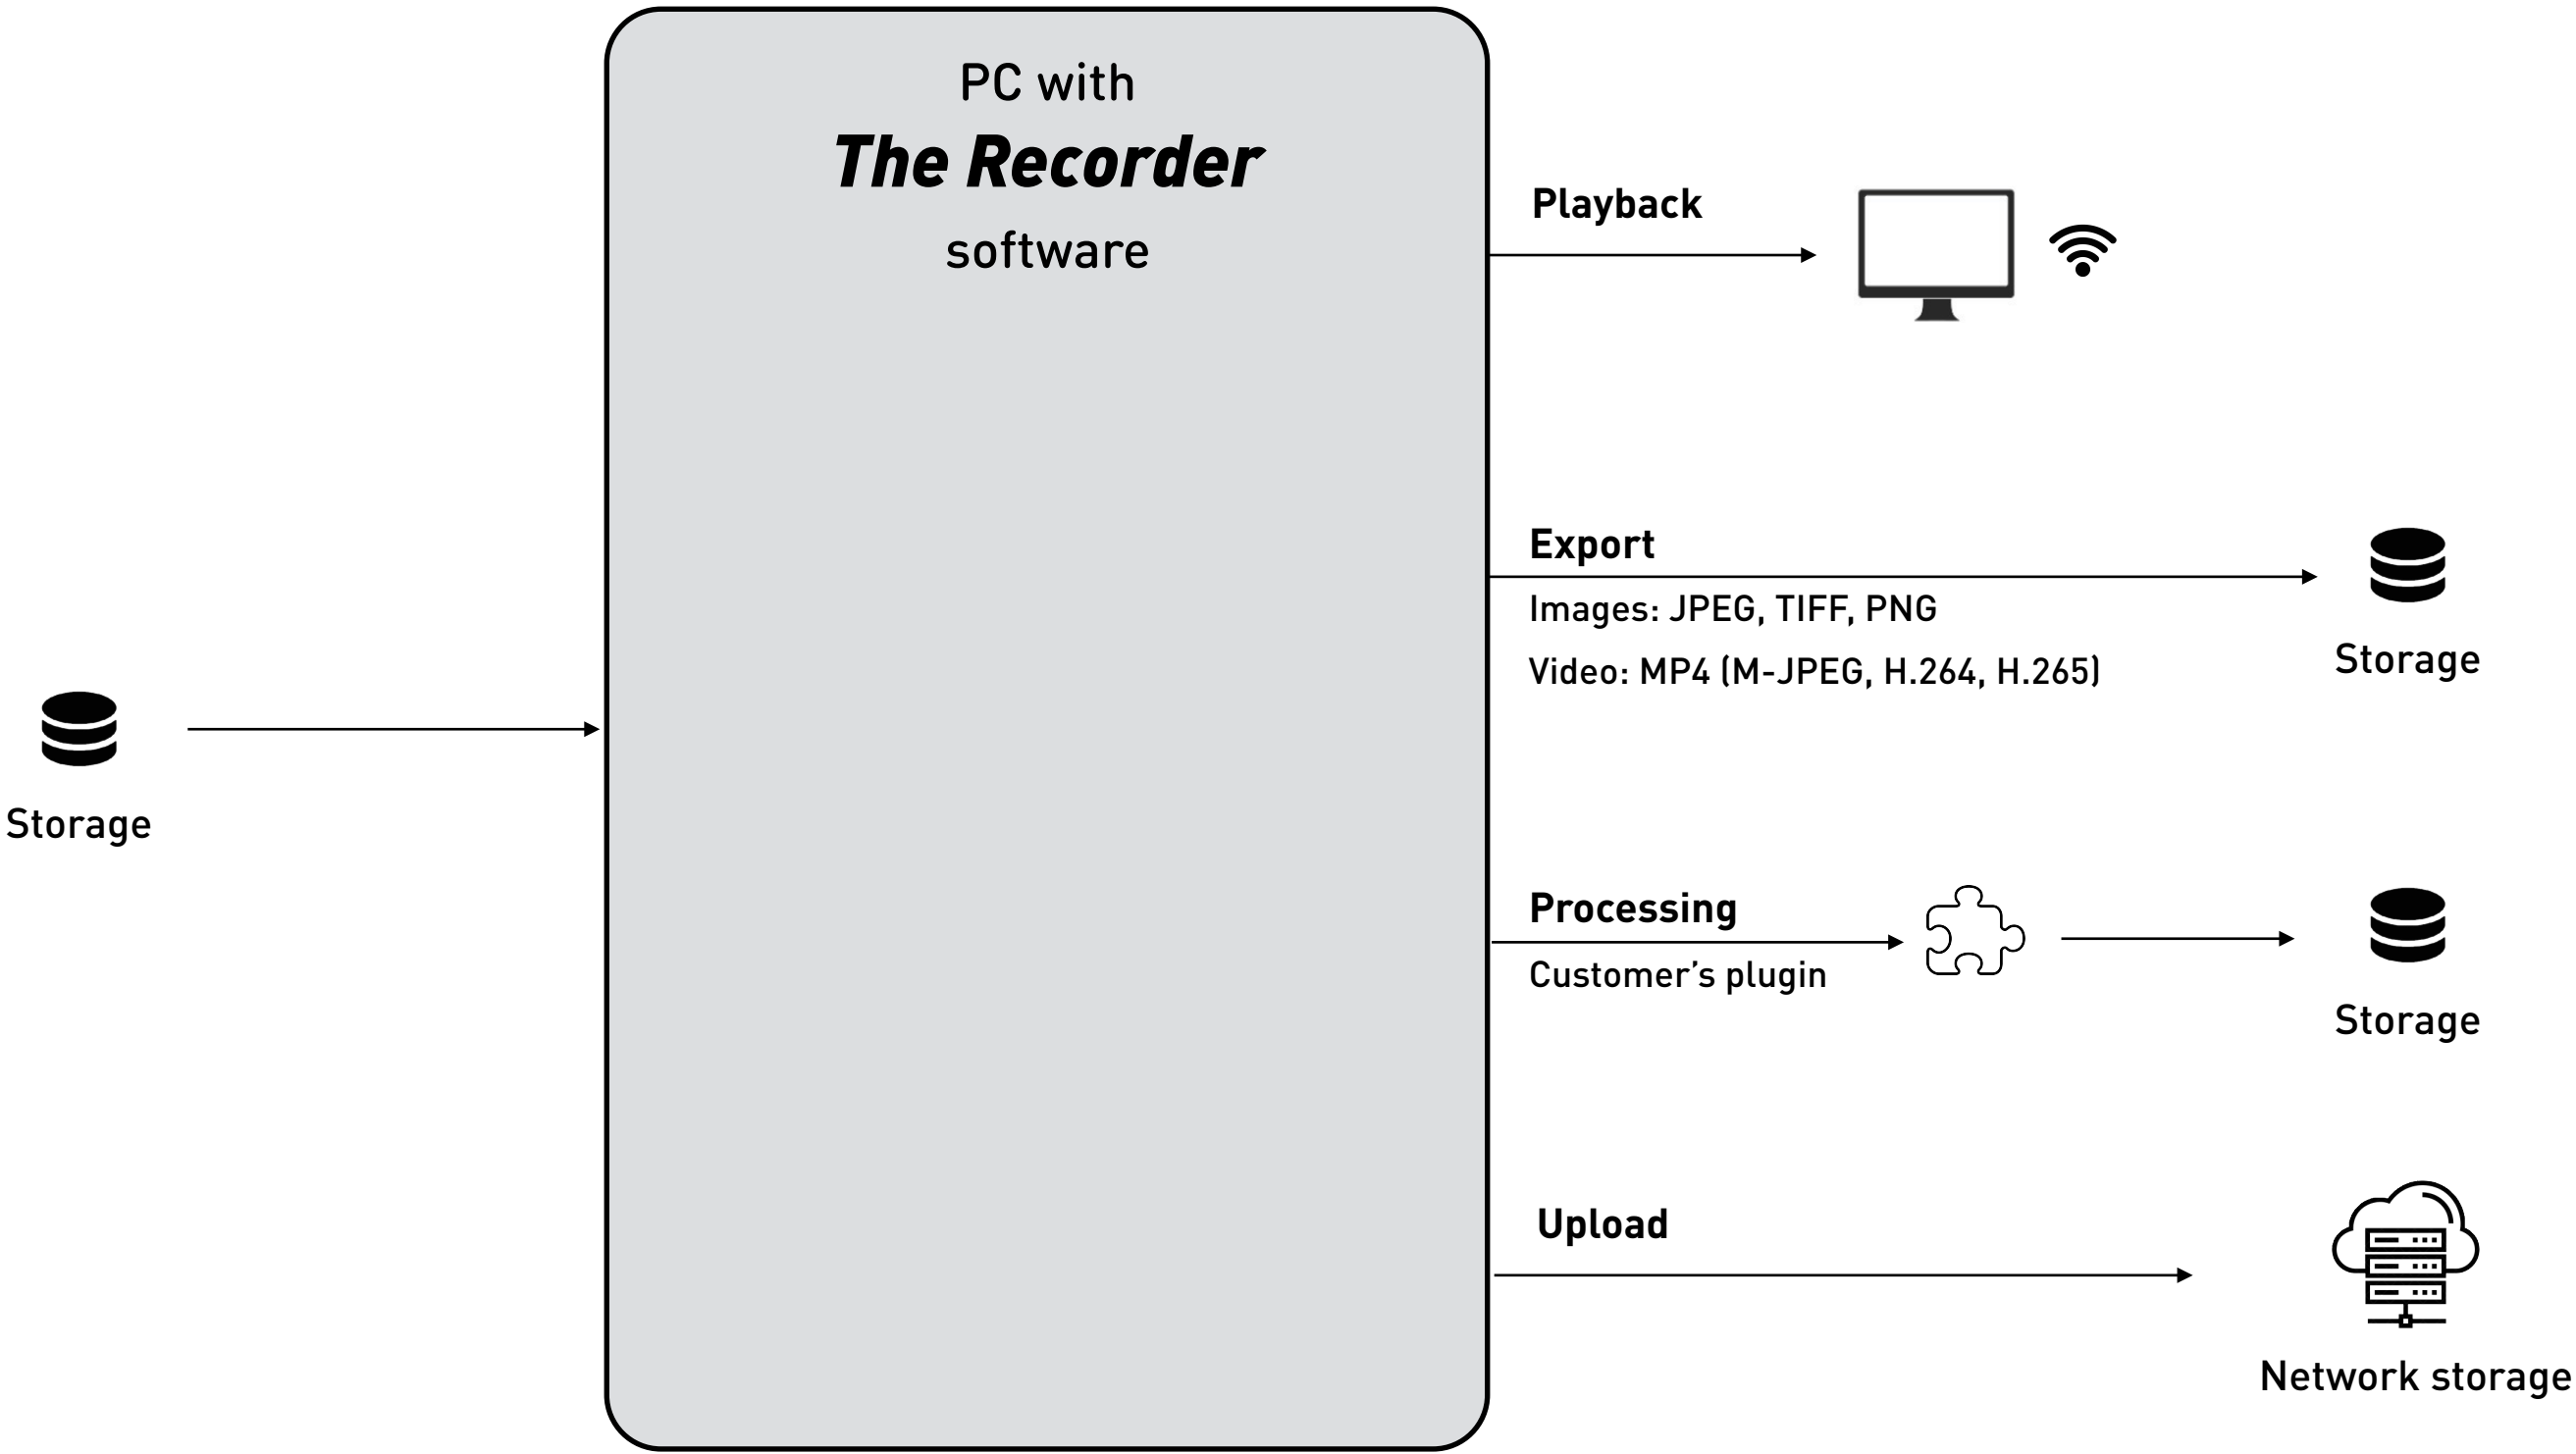 PC with
The Recorder
software
Storage
Playback
Export
Images: JPEG, TIFF, PNG
Video: MP4 (M-JPEG, H.264, H.265)
Storage
Processing
Customer’s plugin
Storage
Upload
Network storage